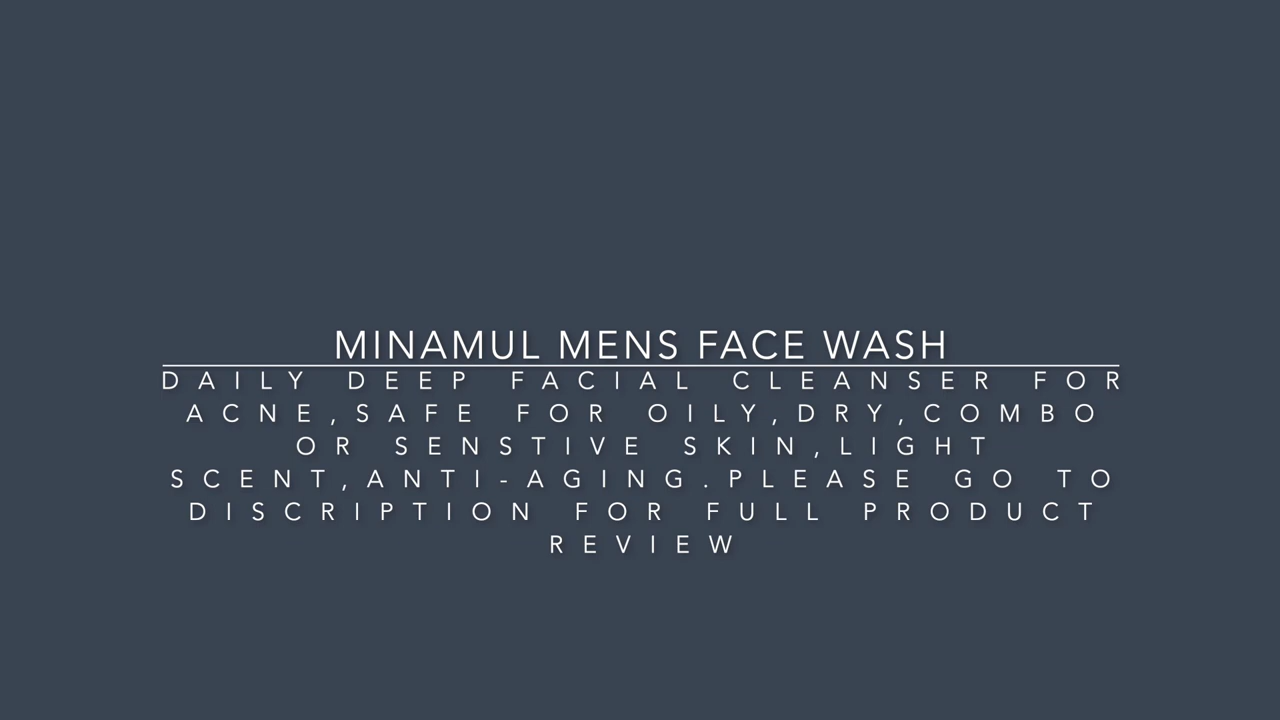 MINAMUL MENS FACE WASH
DAILY DEEP FACIAL CLEANSER FOR
ACNE,SAFE FOR OILY,DRY,COMBO
OR SENSTIVE SKIN,LIGHT
SCENT,ANTI-AGING.PLEASE GO TO
DISCRIPTION FOR FULL PRODUCT
REVIEW